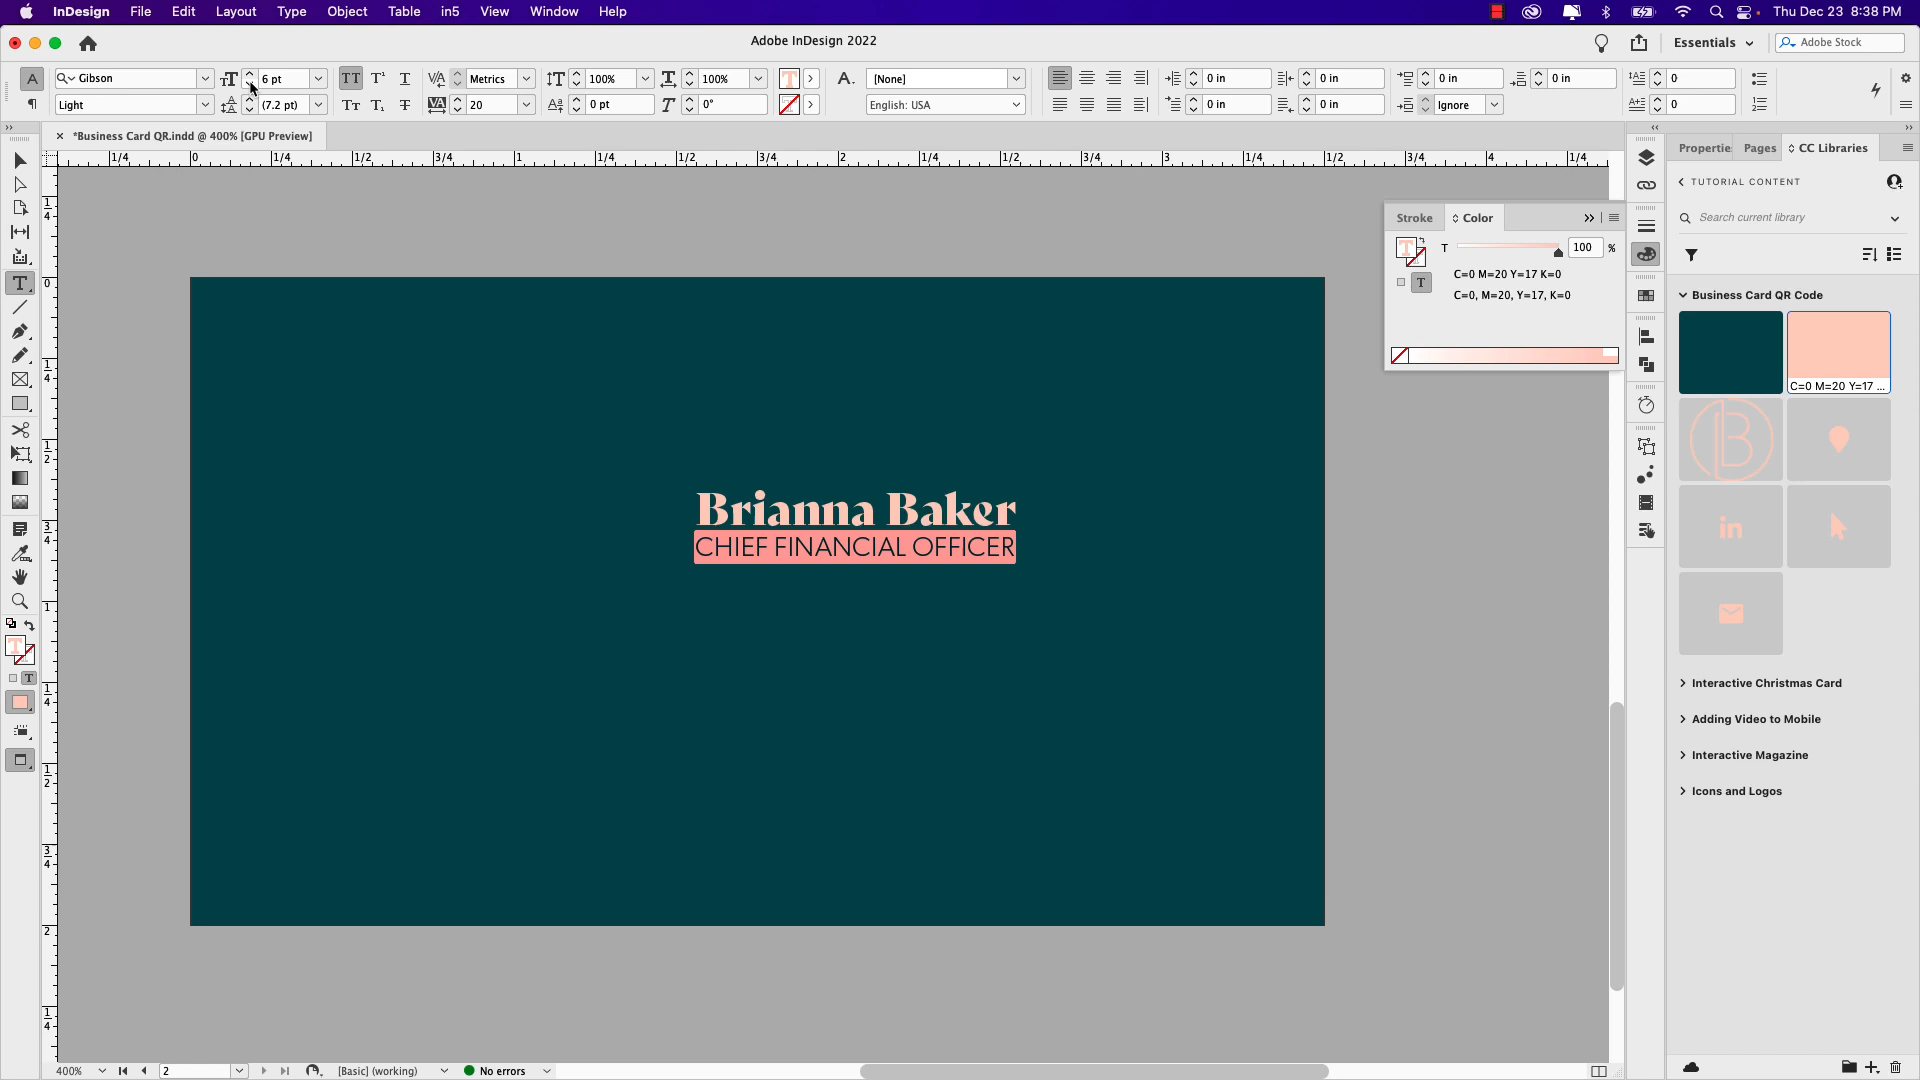 InDesign File Edit Layout Type Object Table in5 View Window Help Thu Dec 23 8:38 PM
Adobe InDesign 2022 Essentials Adobe Stock
A Gibson 6 pt TT T¹ T Metrics 100% 100% T A. [None] 0 in 0 in 0 in 0 in 0
Light (7.2 pt) Tт T₁ T 20 0 pt 0° English: USA 0 in 0 in Ignore 0
*Business Card QR.indd @ 400% [GPU Preview]
1/4 0 1/4 1/2 3/4 1 1/4 1/2 3/4 2 1/4 1/2 3/4 3 1/4 1/2 3/4 4 1/4
Properties Pages CC Libraries
TUTORIAL CONTENT
Search current library
Stroke Color
T 100 %
C=0 M=20 Y=17 K=0
C=0, M=20, Y=17, K=0
Business Card QR Code
C=0 M=20 Y=17 ...
B
in
Interactive Christmas Card
Adding Video to Mobile
Interactive Magazine
Icons and Logos
Brianna Baker
CHIEF FINANCIAL OFFICER
400% 2 [Basic] (working) No errors